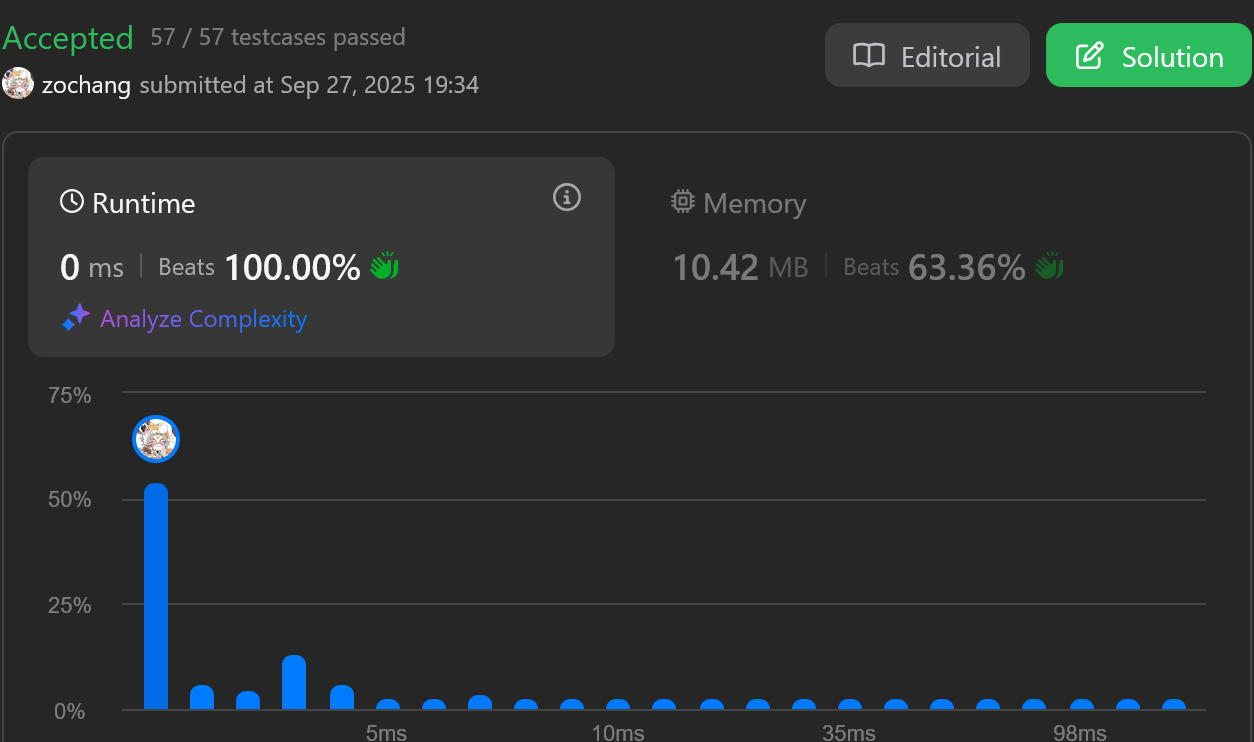 Accepted 57 / 57 testcases passed
zochang submitted at Sep 27, 2025 19:34
Editorial
Solution
Runtime
0 ms Beats 100.00%
Analyze Complexity
Memory
10.42 MB Beats 63.36%
75%
50%
25%
0%
5ms 10ms 35ms 98ms